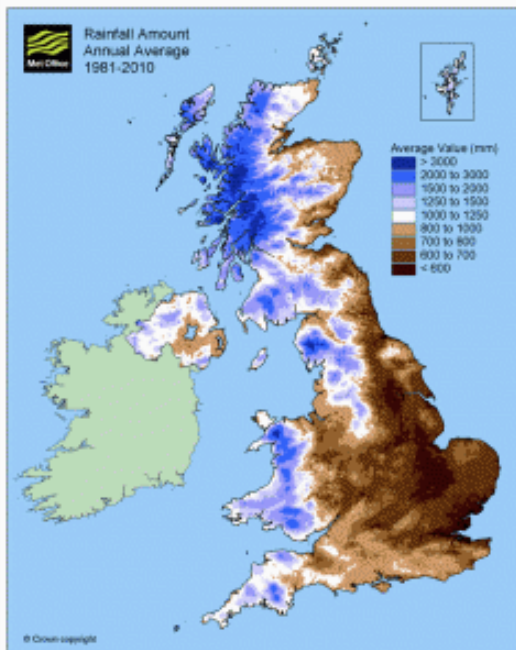 Met Office
Rainfall Amount
Annual Average
1981-2010
Average Value (mm)
> 3000
2000 to 3000
1500 to 2000
1250 to 1500
1000 to 1250
800 to 1000
700 to 800
600 to 700
< 600
© Crown copyright